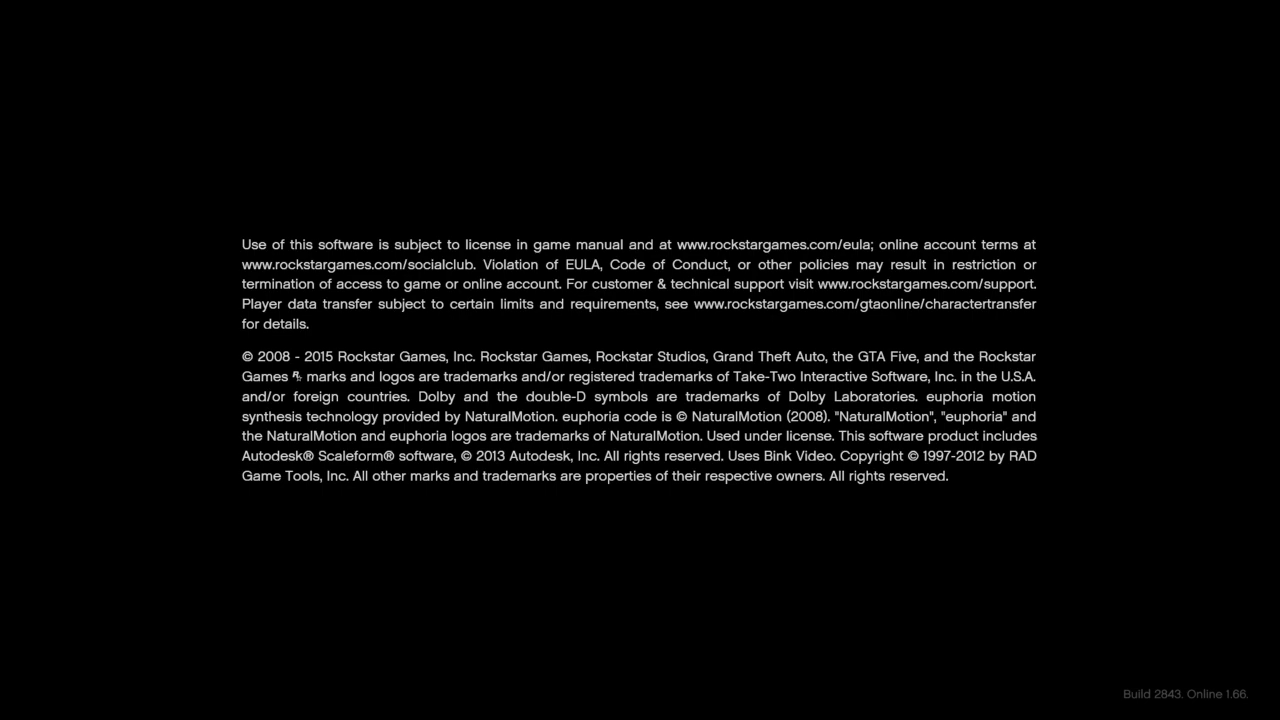 Use of this software is subject to license in game manual and at www.rockstargames.com/eula; online account terms at
www.rockstargames.com/socialclub. Violation of EULA, Code of Conduct, or other policies may result in restriction or
termination of access to game or online account. For customer & technical support visit www.rockstargames.com/support.
Player data transfer subject to certain limits and requirements, see www.rockstargames.com/gtaonline/charactertransfer
for details.
© 2008 - 2015 Rockstar Games, Inc. Rockstar Games, Rockstar Studios, Grand Theft Auto, the GTA Five, and the Rockstar
Games R* marks and logos are trademarks and/or registered trademarks of Take-Two Interactive Software, Inc. in the U.S.A.
and/or foreign countries. Dolby and the double-D symbols are trademarks of Dolby Laboratories. euphoria motion
synthesis technology provided by NaturalMotion. euphoria code is © NaturalMotion (2008). "NaturalMotion", "euphoria" and
the NaturalMotion and euphoria logos are trademarks of NaturalMotion. Used under license. This software product includes
Autodesk® Scaleform® software, © 2013 Autodesk, Inc. All rights reserved. Uses Bink Video. Copyright © 1997-2012 by RAD
Game Tools, Inc. All other marks and trademarks are properties of their respective owners. All rights reserved.
Build 2843. Online 1.66.